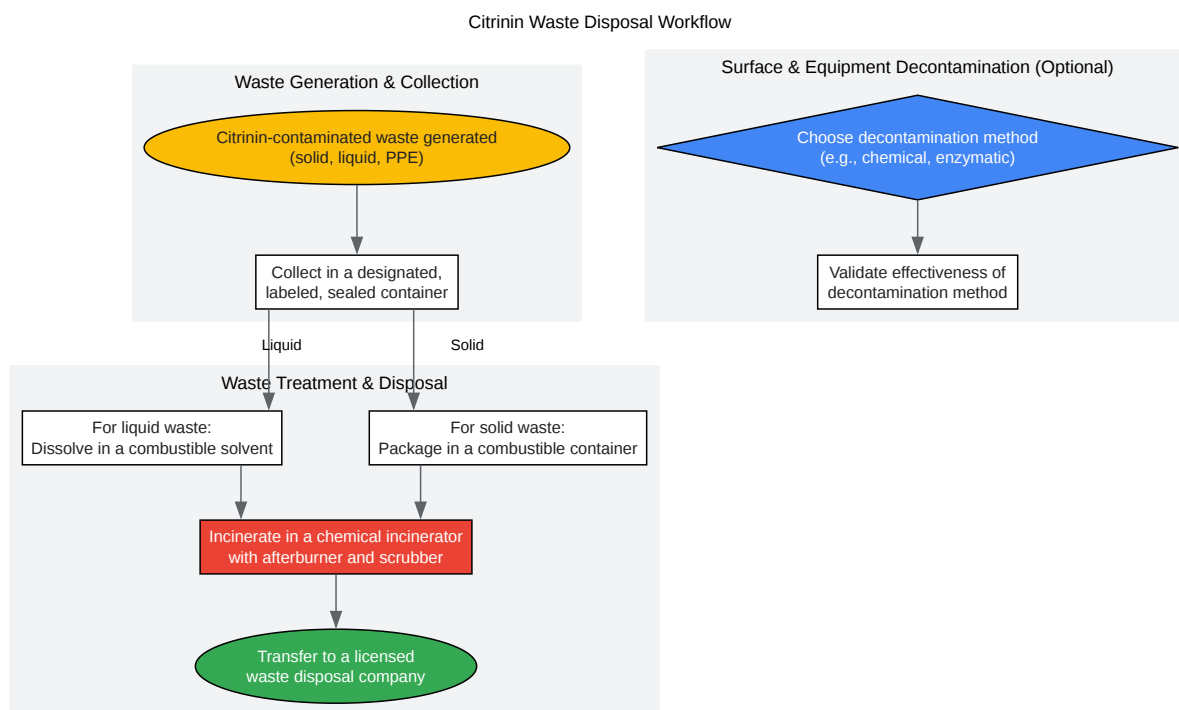 Citrinin Waste Disposal Workflow
Waste Generation & Collection
Citrinin-contaminated waste generated
(solid, liquid, PPE)
Collect in a designated,
labeled, sealed container
Liquid
Solid
Waste Treatment & Disposal
For liquid waste:
Dissolve in a combustible solvent
For solid waste:
Package in a combustible container
Incinerate in a chemical incinerator
with afterburner and scrubber
Transfer to a licensed
waste disposal company
Surface & Equipment Decontamination (Optional)
Choose decontamination method
(e.g., chemical, enzymatic)
Validate effectiveness of
decontamination method